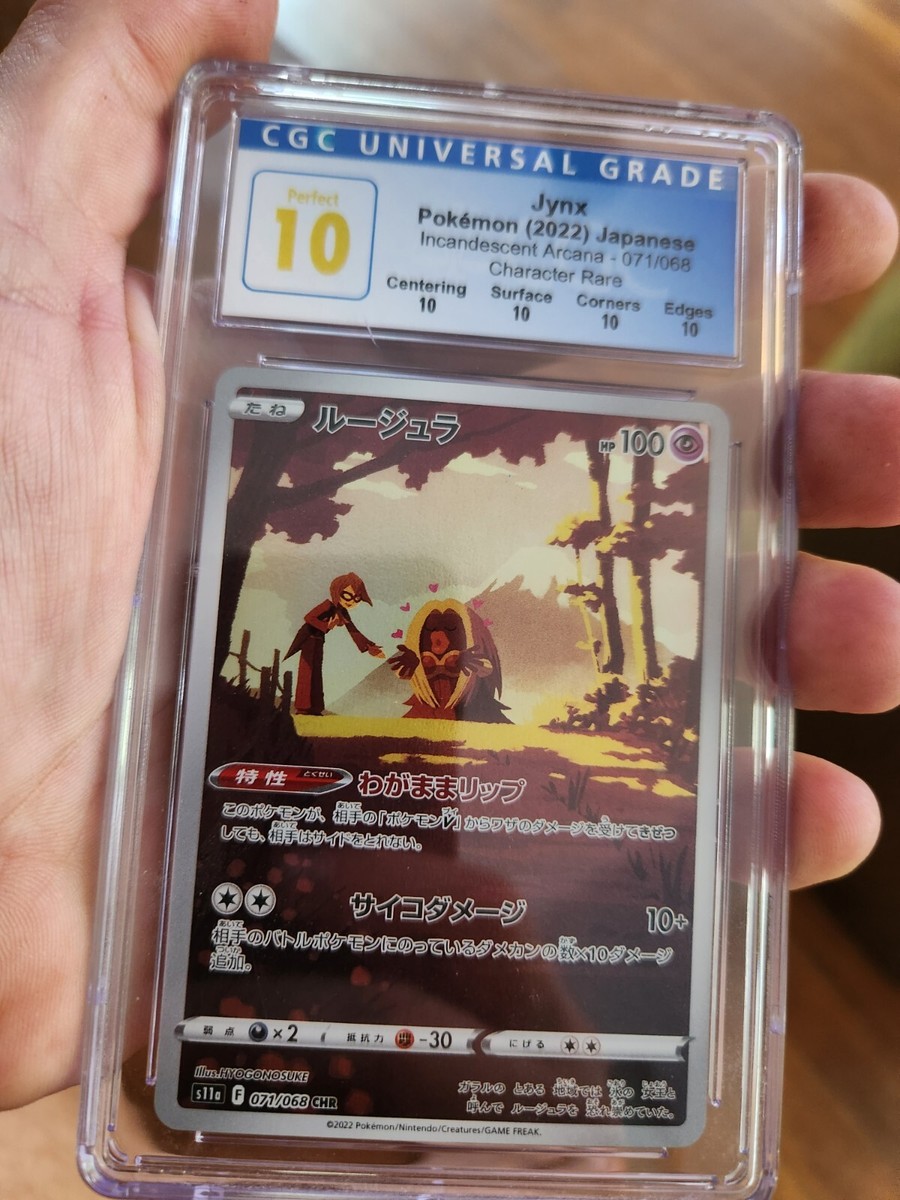 CGC UNIVERSAL GRADE
Perfect
10
Jynx
Pokémon (2022) Japanese
Incandescent Arcana - 071/068
Character Rare
Centering 10
Surface 10
Corners 10
Edges 10
たね ルージュラ HP 100
特性 とくせい わがままリップ
このポケモンが、相手の「ポケモンV」からワザのダメージを受けてきぜつ
しても、相手はサイドをとれない。
サイコダメージ 10+
相手のバトルポケモンにのっているダメカンの数×10ダメージ
追加。
弱点 ×2 抵抗力 -30 にげる
illus.HYOGONOSUKE
s11a F 071/068 CHR
ガラルの とある 地域では 氷の 女王と
呼んで ルージュラを 恐れ崇めていた。
©2022 Pokémon/Nintendo/Creatures/GAME FREAK.